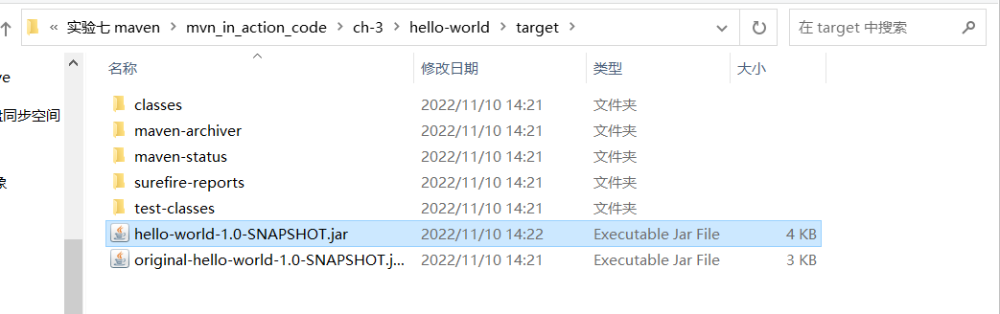 « 实验七 maven > mvn_in_action_code > ch-3 > hello-world > target >
在 target 中搜索
名称 修改日期 类型 大小
classes 2022/11/10 14:21 文件夹
maven-archiver 2022/11/10 14:21 文件夹
maven-status 2022/11/10 14:21 文件夹
surefire-reports 2022/11/10 14:21 文件夹
test-classes 2022/11/10 14:21 文件夹
hello-world-1.0-SNAPSHOT.jar 2022/11/10 14:22 Executable Jar File 4 KB
original-hello-world-1.0-SNAPSHOT.j... 2022/11/10 14:21 Executable Jar File 3 KB
ve
同步空间